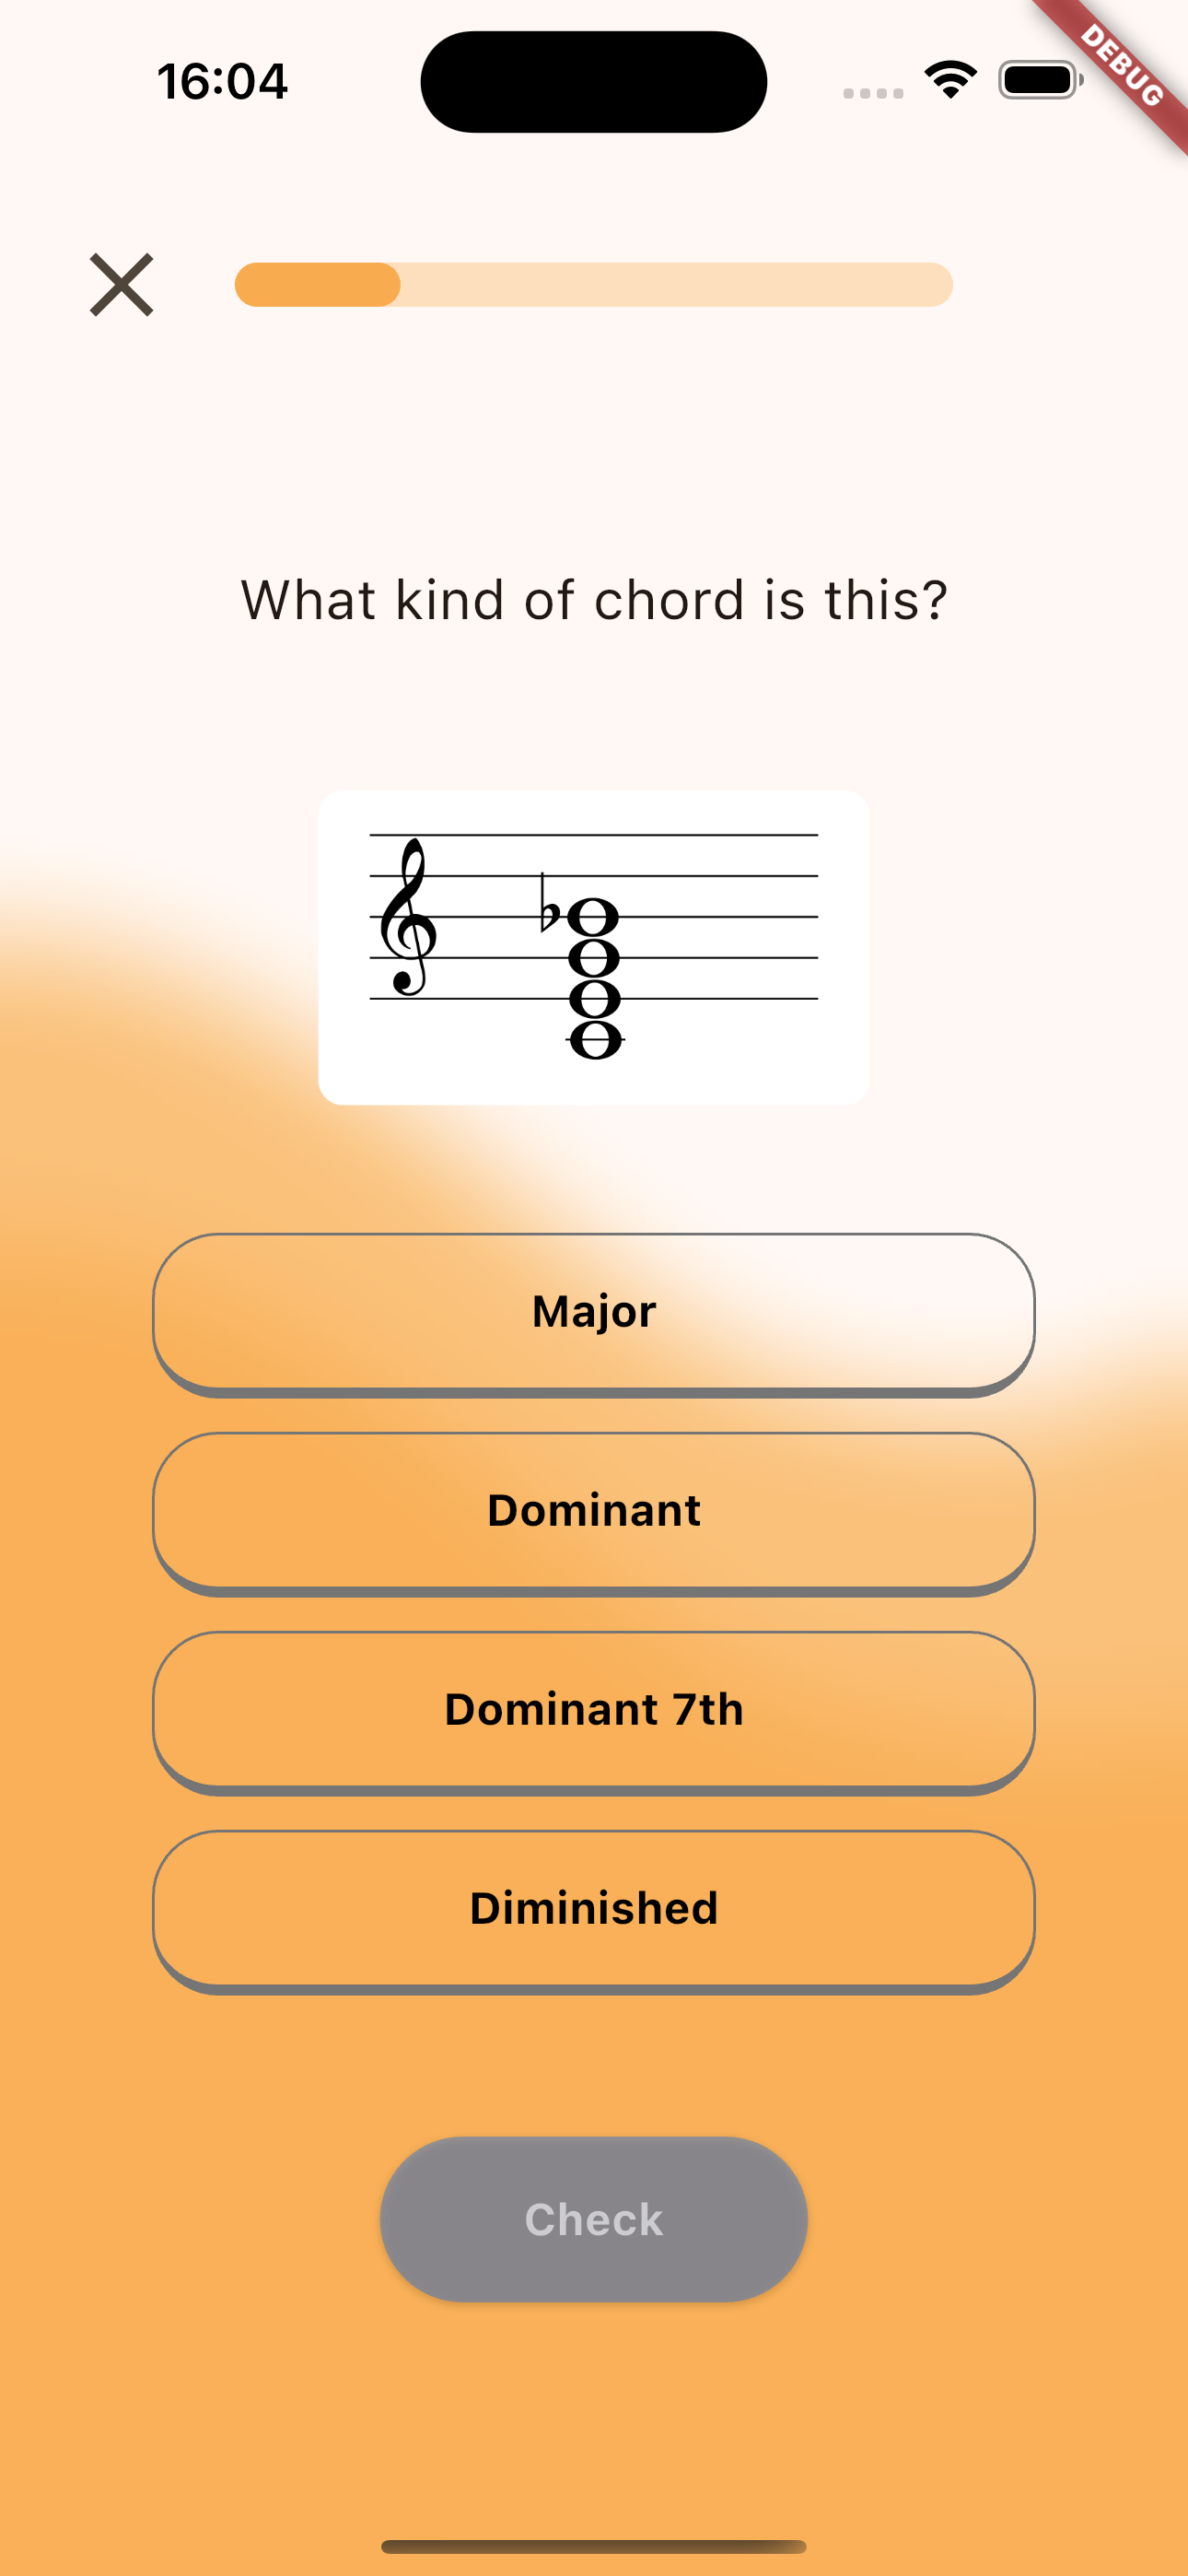 16:04
DEBUG
What kind of chord is this?
Major
Dominant
Dominant 7th
Diminished
Check